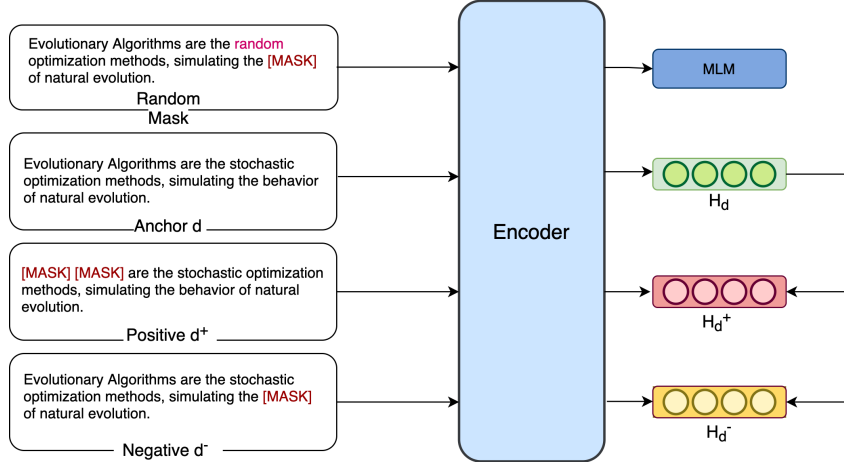 Evolutionary Algorithms are the random
optimization methods, simulating the [MASK]
of natural evolution.
Random
Mask
MLM
Evolutionary Algorithms are the stochastic
optimization methods, simulating the behavior
of natural evolution.
Anchor d
H_d
Encoder
[MASK] [MASK] are the stochastic optimization
methods, simulating the behavior of natural
evolution.
Positive d⁺
H_d⁺
Evolutionary Algorithms are the stochastic
optimization methods, simulating the [MASK]
of natural evolution.
Negative d⁻
H_d⁻